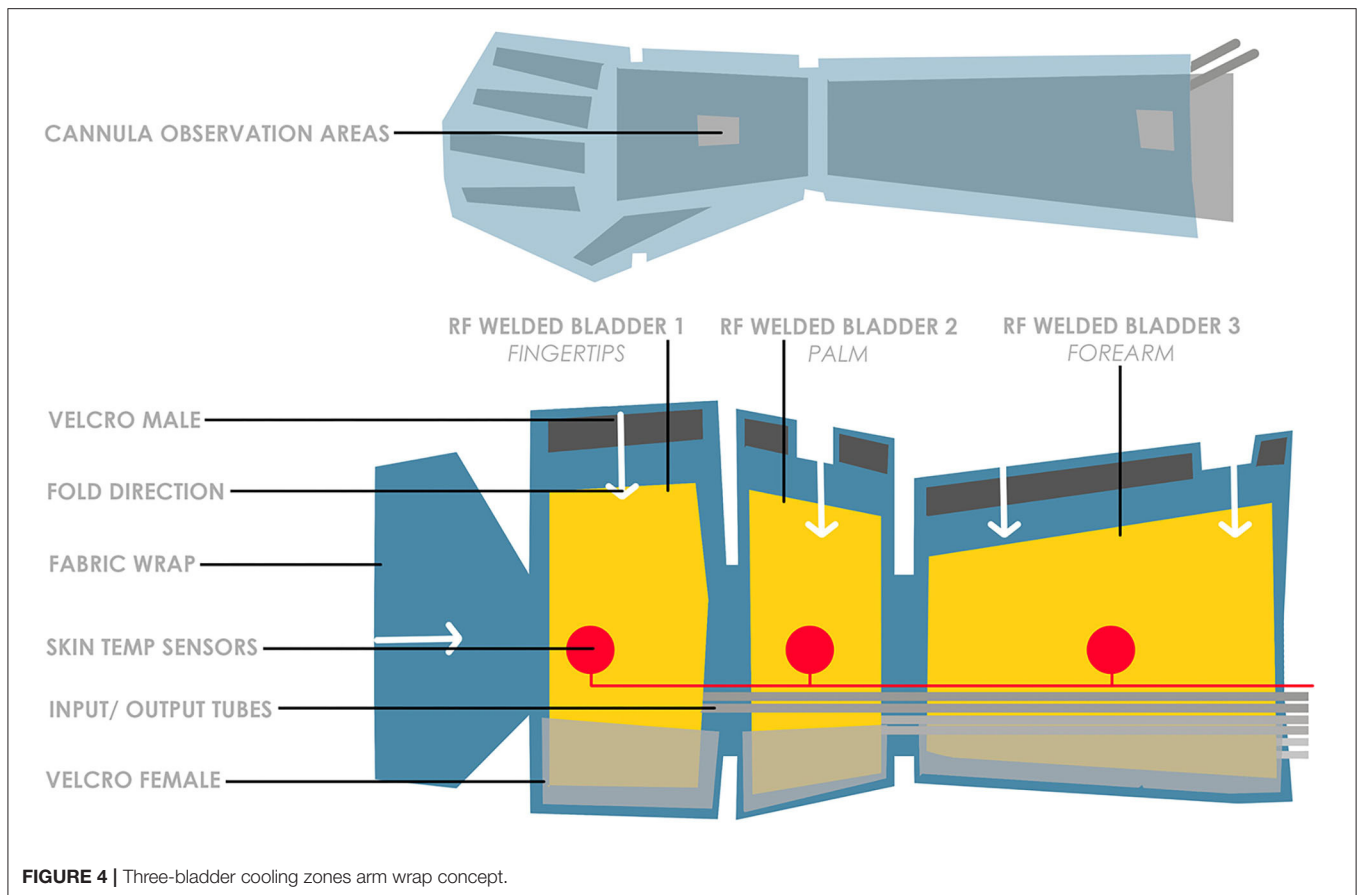 CANNULA OBSERVATION AREAS
RF WELDED BLADDER 1
FINGERTIPS
RF WELDED BLADDER 2
PALM
RF WELDED BLADDER 3
FOREARM
VELCRO MALE
FOLD DIRECTION
FABRIC WRAP
SKIN TEMP SENSORS
INPUT/ OUTPUT TUBES
VELCRO FEMALE
FIGURE 4 | Three-bladder cooling zones arm wrap concept.